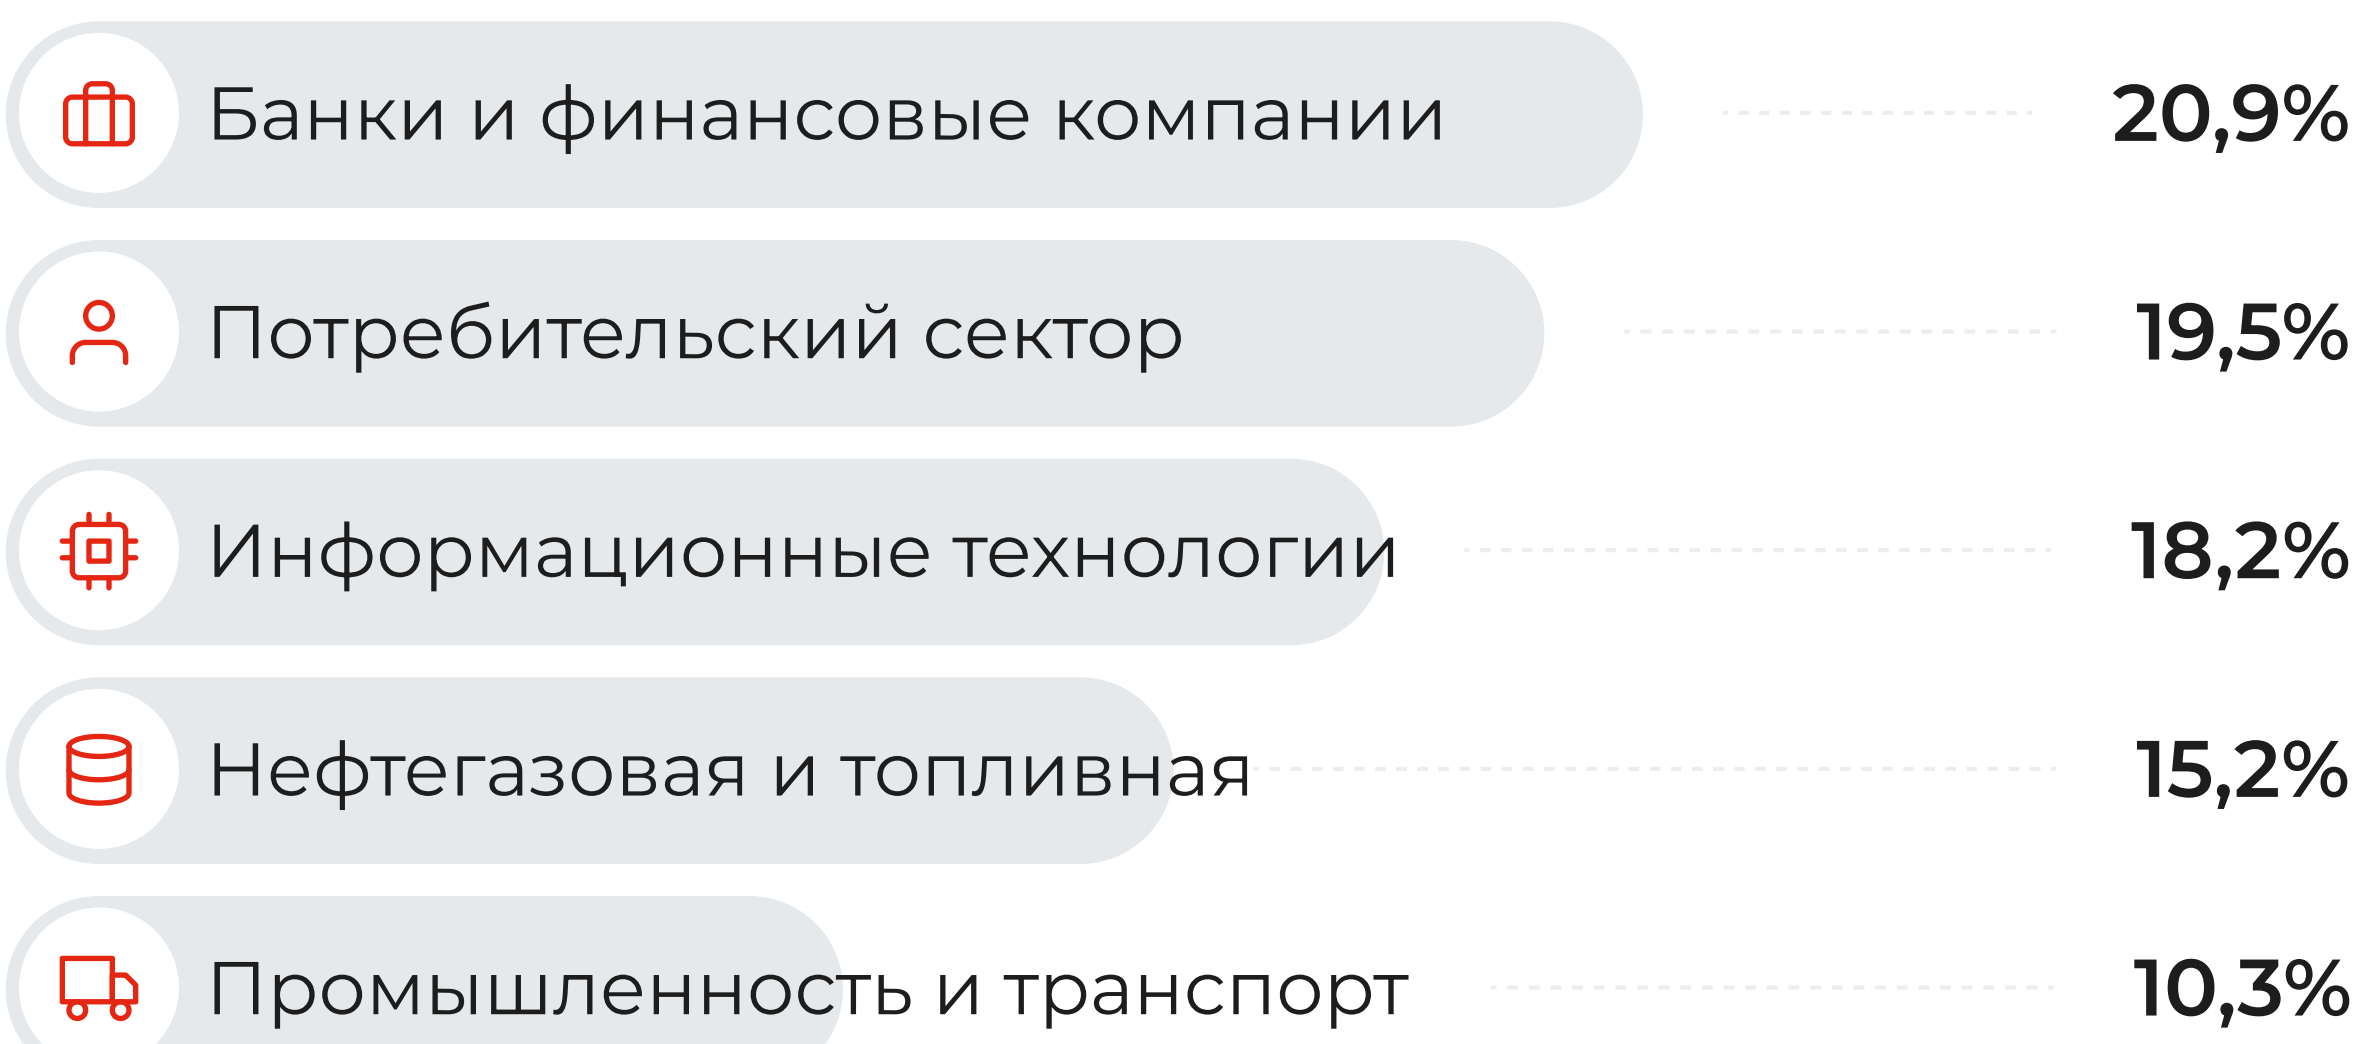 Банки и финансовые компании 20,9%
Потребительский сектор 19,5%
Информационные технологии 18,2%
Нефтегазовая и топливная 15,2%
Промышленность и транспорт 10,3%